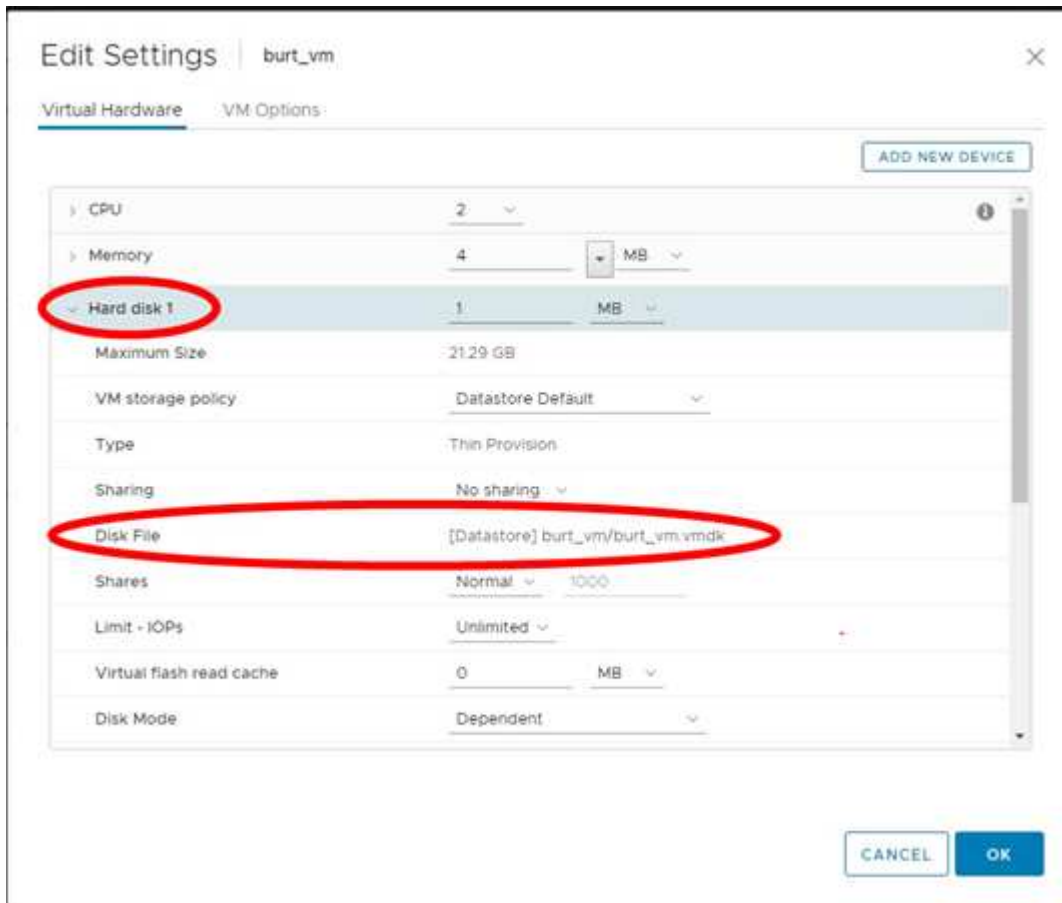 Edit Settings burt_vm
Virtual Hardware VM Options
ADD NEW DEVICE
CPU 2
Memory 4 MB
Hard disk 1 1 MB
Maximum Size 21.29 GB
VM storage policy Datastore Default
Type Thin Provision
Sharing No sharing
Disk File [Datastore] burt_vm/burt_vm.vmdk
Shares Normal 1000
Limit - IOPs Unlimited
Virtual flash read cache 0 MB
Disk Mode Dependent
CANCEL OK